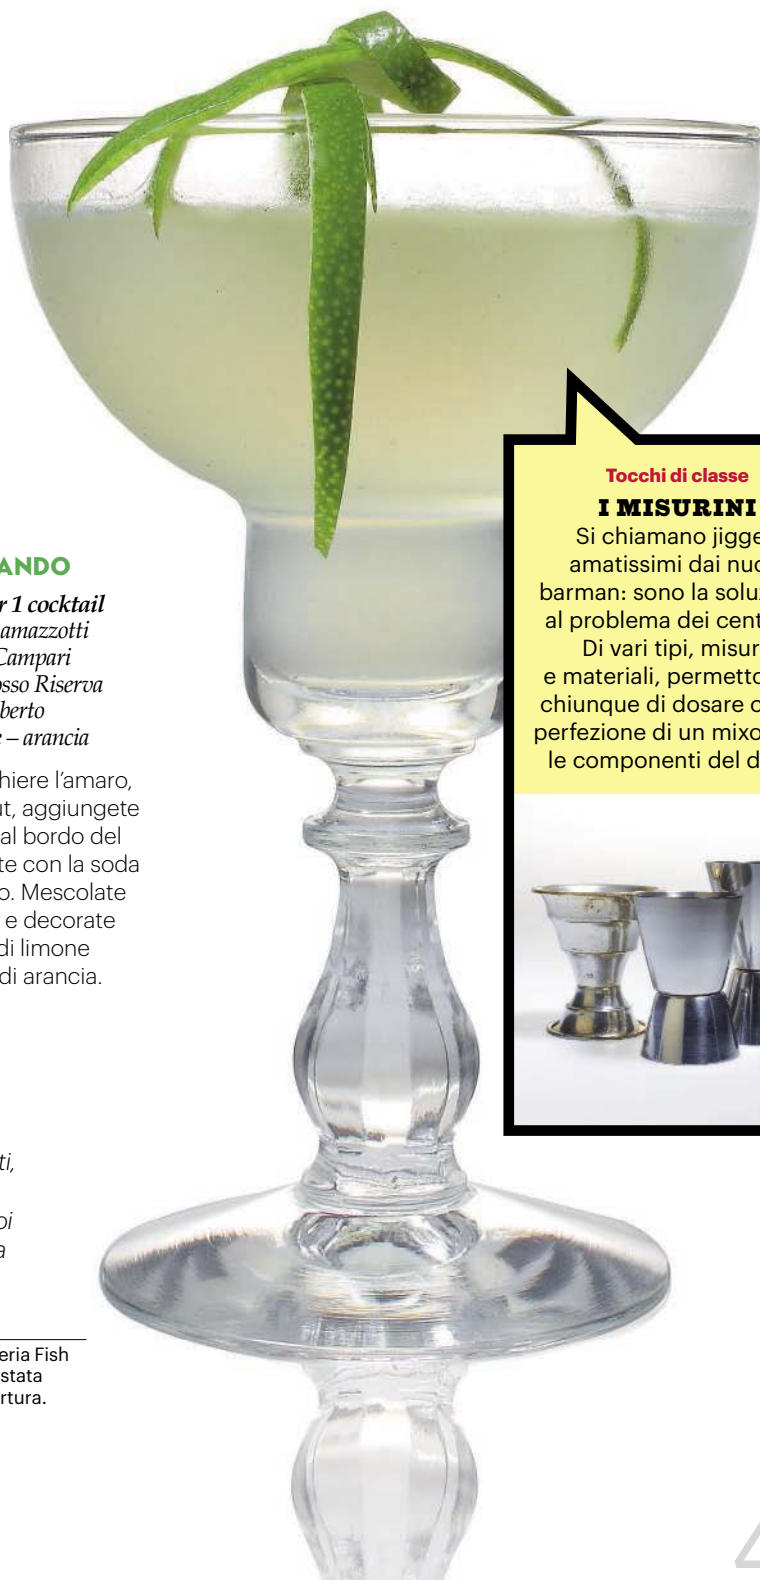 ANDO
r 1 cocktail
amazzotti
Campari
osso Riserva
berto
e – arancia
hiere l’amaro,
ut, aggiungete
al bordo del
te con la soda
o. Mescolate
e decorate
di limone
di arancia.
ti,
oi
a
eria Fish
stata
rtura.
Tocchi di classe
I MISURINI
Si chiamano jigge
amatissimi dai nuo
barman: sono la soluz
al problema dei cent
Di vari tipi, misur
e materiali, permetto
chiunque di dosare c
perfezione di un mixo
le componenti del d